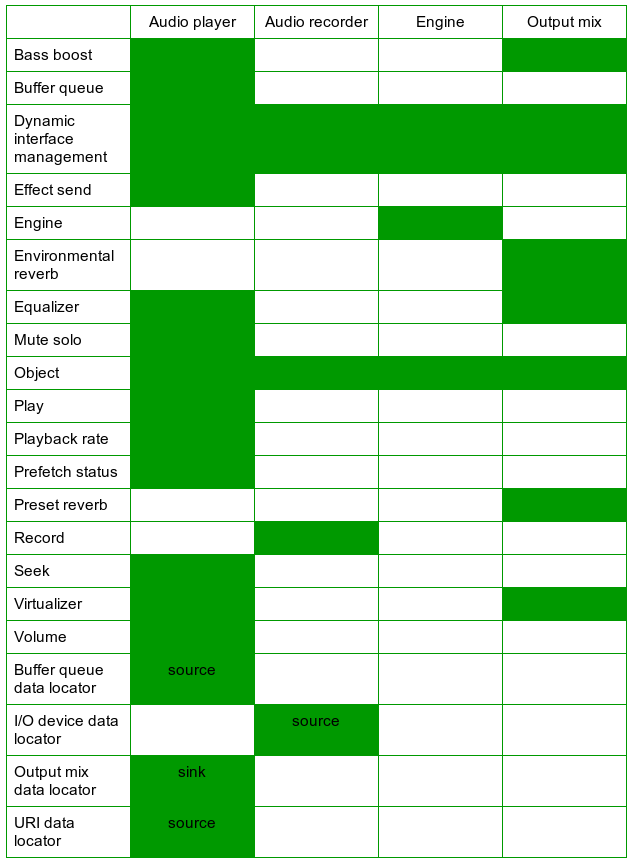 Audio player Audio recorder Engine Output mix
Bass boost
Buffer queue
Dynamic
interface
management
Effect send
Engine
Environmental
reverb
Equalizer
Mute solo
Object
Play
Playback rate
Prefetch status
Preset reverb
Record
Seek
Virtualizer
Volume
Buffer queue source
data locator
I/O device data source
locator
Output mix sink
data locator
URI data source
locator